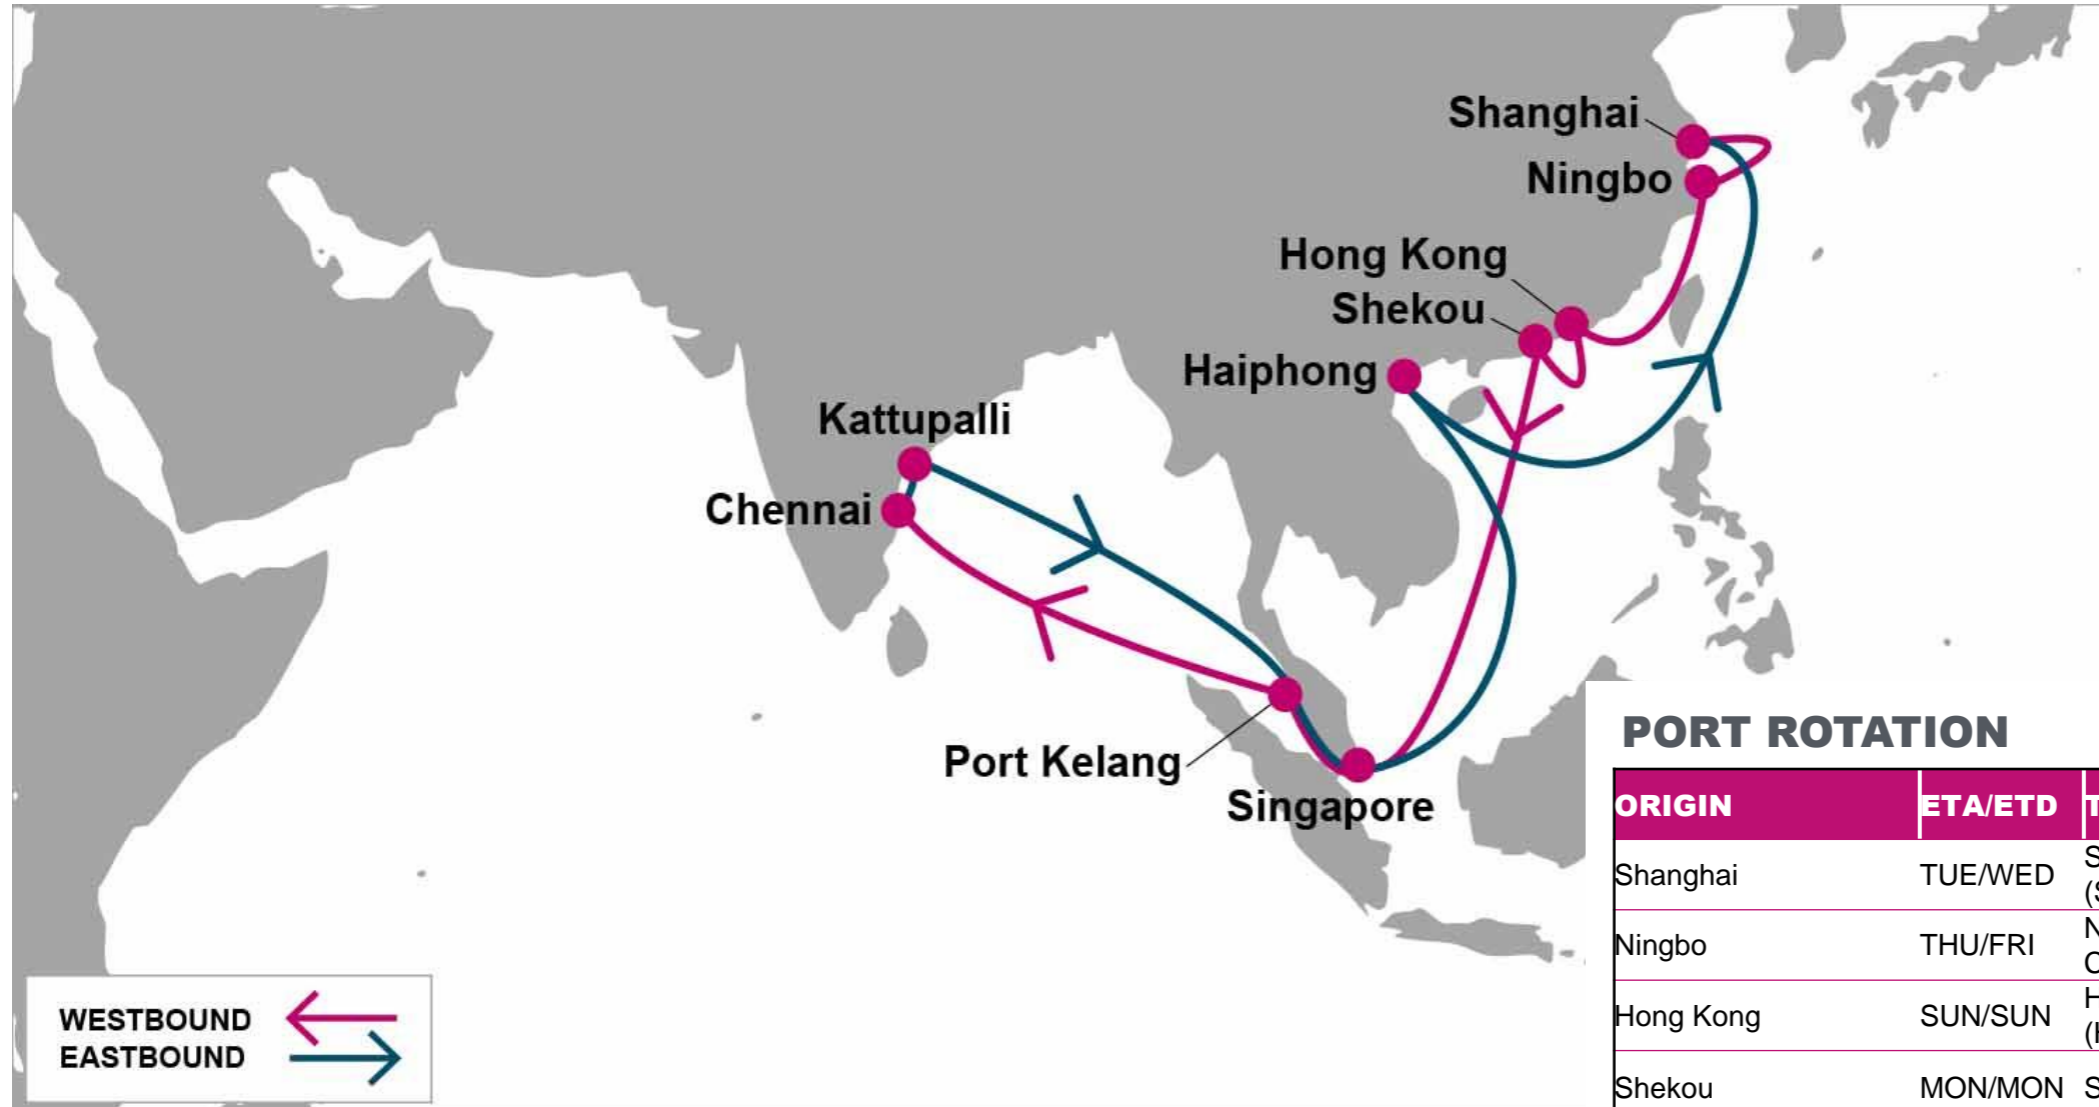 Shanghai
Ningbo
Hong Kong
Shekou
Haiphong
Kattupalli
Chennai
Port Kelang
Singapore
WESTBOUND
EASTBOUND
PORT ROTATION
ORIGIN ETA/ETD
Shanghai TUE/WED
Ningbo THU/FRI
Hong Kong SUN/SUN
Shekou MON/MON